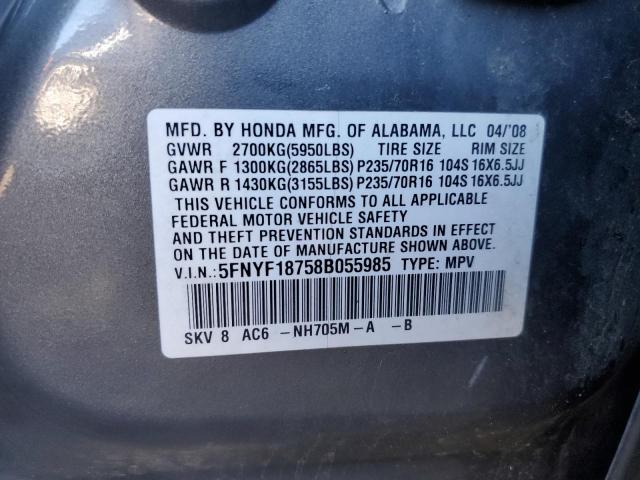 MFD. BY HONDA MFG. OF ALABAMA, LLC 04/'08
GVWR 2700KG(5950LBS) TIRE SIZE RIM SIZE
GAWR F 1300KG(2865LBS) P235/70R16 104S 16X6.5JJ
GAWR R 1430KG(3155LBS) P235/70R16 104S 16X6.5JJ
THIS VEHICLE CONFORMS TO ALL APPLICABLE
FEDERAL MOTOR VEHICLE SAFETY
AND THEFT PREVENTION STANDARDS IN EFFECT
ON THE DATE OF MANUFACTURE SHOWN ABOVE.
V.I.N.:5FNYF18758B055985 TYPE: MPV
SKV 8 AC6 -NH705M-A -B